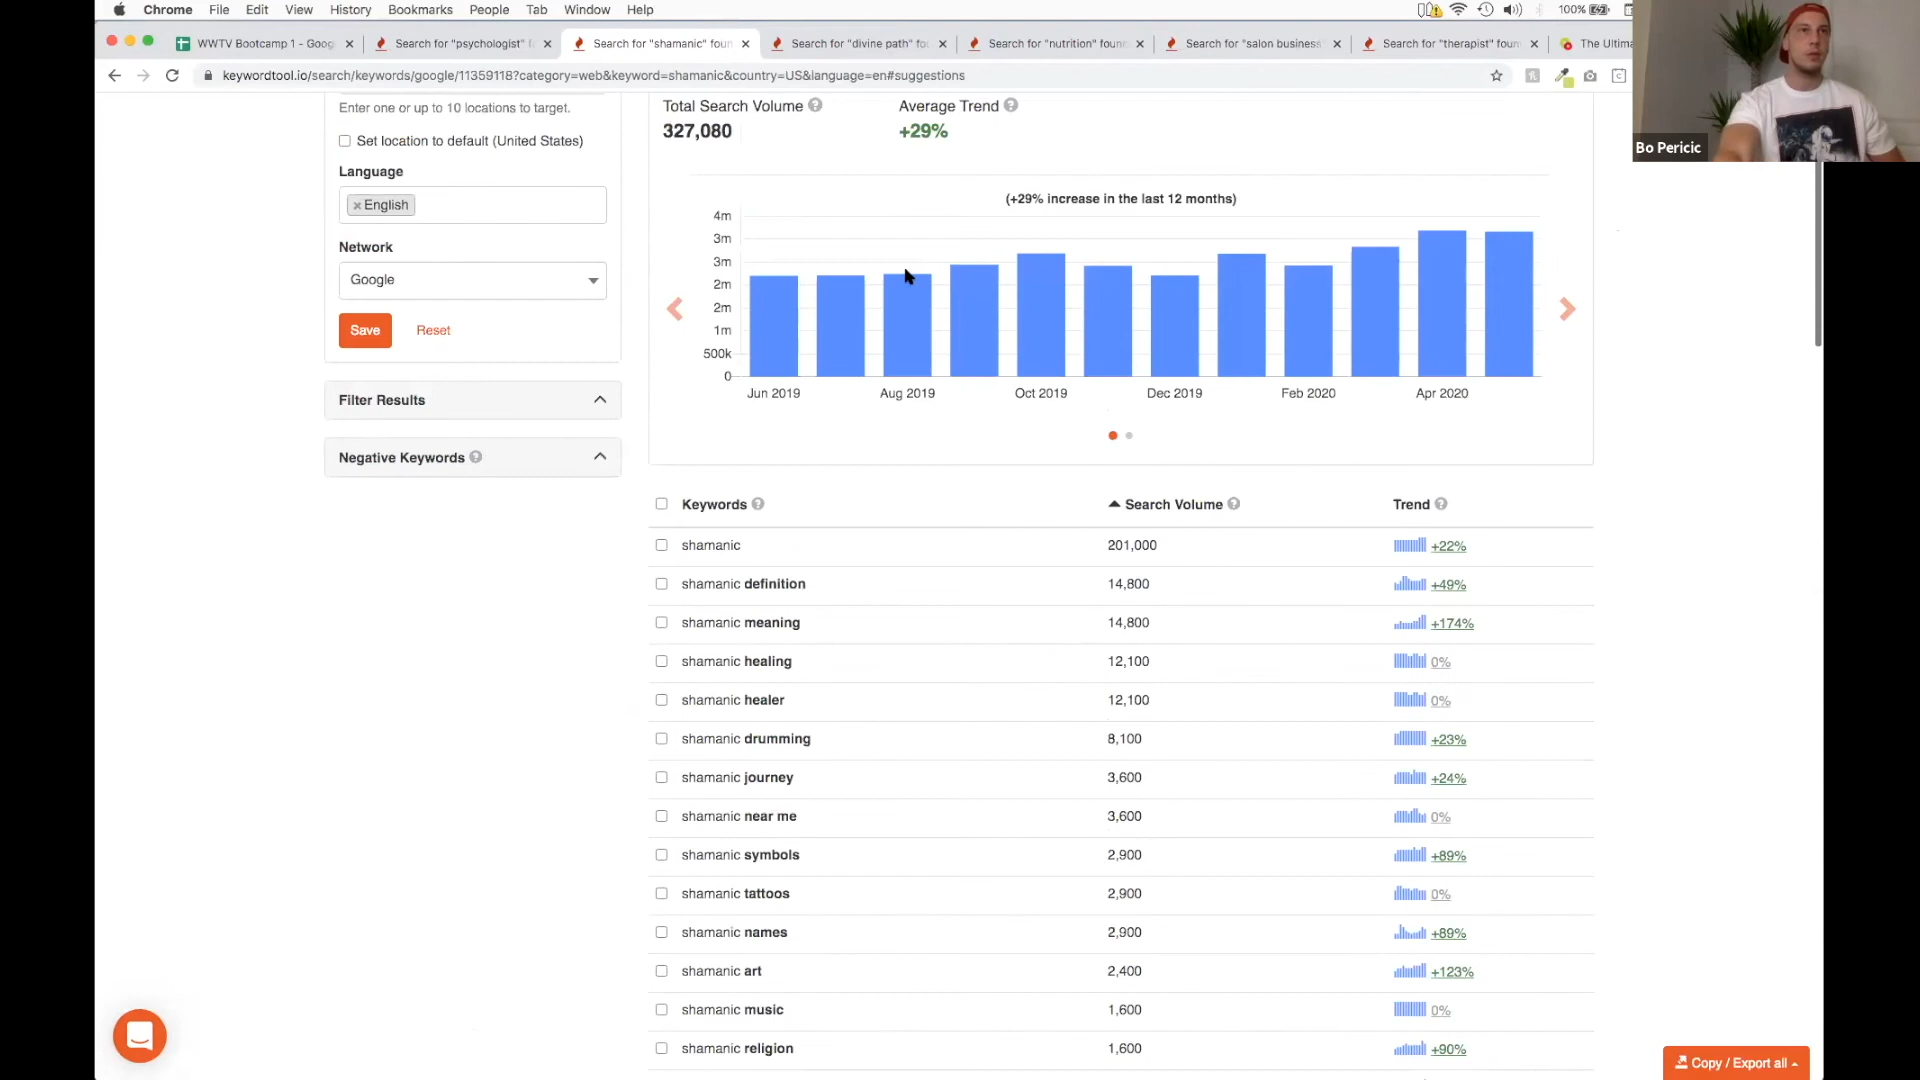 Chrome File Edit View History Bookmarks People Tab Window Help 100%
WWTV Bootcamp 1 - Goog Search for "psychologist" f Search for "shamanic" foun Search for "divine path" fo Search for "nutrition" foun Search for "salon business" Search for "therapist" foun The Ultima
keywordtool.io/search/keywords/google/11359118?category=web&keyword=shamanic&country=US&language=en#suggestions
Bo Pericic
Enter one or up to 10 locations to target.
Set location to default (United States)
Language
× English
Network
Google
Save Reset
Filter Results
Negative Keywords ?
Total Search Volume ? Average Trend ?
327,080 +29%
(+29% increase in the last 12 months)
4m
3m
3m
2m
2m
1m
500k
0
Jun 2019 Aug 2019 Oct 2019 Dec 2019 Feb 2020 Apr 2020
Keywords ? Search Volume ? Trend ?
shamanic 201,000 +22%
shamanic definition 14,800 +49%
shamanic meaning 14,800 +174%
shamanic healing 12,100 0%
shamanic healer 12,100 0%
shamanic drumming 8,100 +23%
shamanic journey 3,600 +24%
shamanic near me 3,600 0%
shamanic symbols 2,900 +89%
shamanic tattoos 2,900 0%
shamanic names 2,900 +89%
shamanic art 2,400 +123%
shamanic music 1,600 0%
shamanic religion 1,600 +90%
Copy / Export all